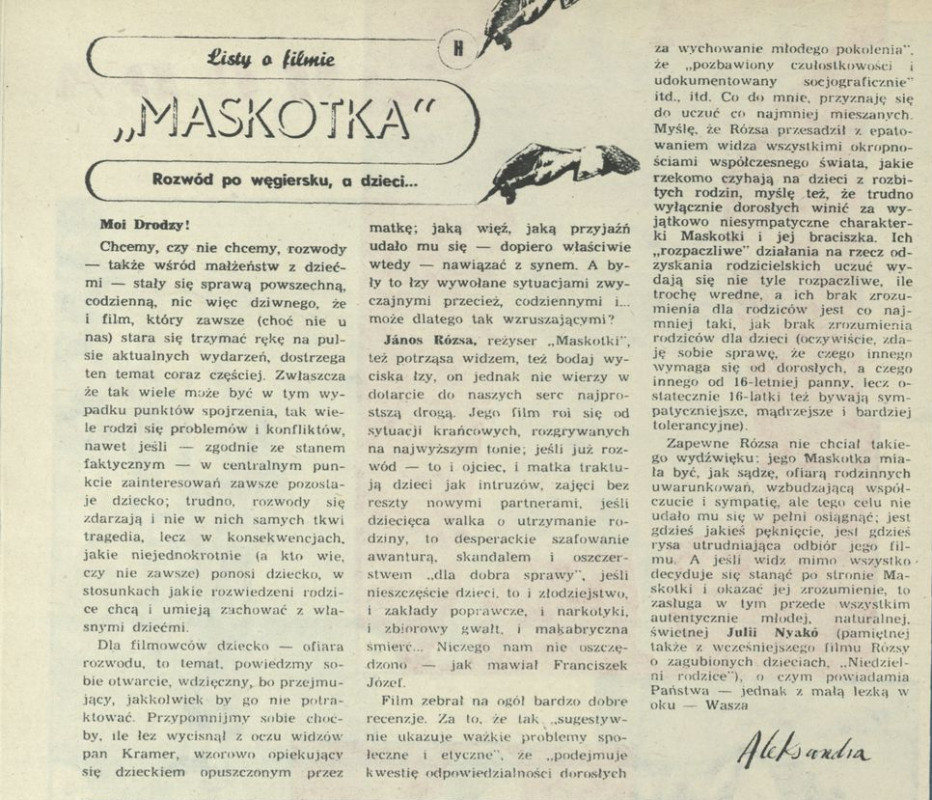 Listy o filmie
H
„MASKOTKA“
Rozwód po węgiersku, a dzieci...
Moi Drodzy!
Chcemy, czy nie chcemy, rozwody
— także wśród małżeństw z dzieć-
mi — stały się sprawą powszechną,
codzienną, nic więc dziwnego, że
i film, który zawsze (choć nie u
nas) stara się trzymać rękę na pul-
sie aktualnych wydarzeń, dostrzega
ten temat coraz częściej. Zwłaszcza
że tak wiele może być w tym wy-
padku punktów spojrzenia, tak wie-
le rodzi się problemów i konfliktów,
nawet jeśli — zgodnie ze stanem
faktycznym — w centralnym pun-
kcie zainteresowań zawsze pozosta-
je dziecko; trudno, rozwody się
zdarzają i nie w nich samych tkwi
tragedia, lecz w konsekwencjach,
jakie niejednokrotnie (a kto wie,
czy nie zawsze) ponosi dziecko, w
stosunkach jakie rozwiedzeni rodzi-
ce chcą i umieją zachować z wła-
snymi dziećmi.
Dla filmowców dziecko — ofiara
rozwodu, to temat, powiedzmy so-
bie otwarcie, wdzięczny, bo przejmu-
jący, jakkolwiek by go nie potra-
ktować. Przypomnijmy sobie choć-
by, ile łez wycisnął z oczu widzów
pan Kramer, wzorowo opiekujący
się dzieckiem opuszczonym przez
matkę; jaką więź, jaką przyjaźń
udało mu się — dopiero właściwie
wtedy — nawiązać z synem. A by-
ły to łzy wywołane sytuacjami zwy-
czajnymi przecież, codziennymi i...
może dlatego tak wzruszającymi?
János Rózsa, reżyser „Maskotki”,
też potrząsa widzem, też bodaj wy-
ciska łzy, on jednak nie wierzy w
dotarcie do naszych serc najpro-
stszą drogą. Jego film roi się od
sytuacji krańcowych, rozgrywanych
na najwyższym tonie; jeśli już roz-
wód — to i ojciec, i matka traktu-
ją dzieci jak intruzów, zajęci bez
reszty nowymi partnerami, jeśli
dziecięca walka o utrzymanie ro-
dziny, to desperackie szafowanie
awanturą, skandalem i oszczer-
stwem „dla dobra sprawy”, jeśli
nieszczęście dzieci, to i złodziejstwo,
i zakłady poprawcze, i narkotyki,
i zbiorowy gwałt, i makabryczna
śmierć... Niczego nam nie oszczę-
dzono — jak mawiał Franciszek
Józef.
Film zebrał na ogół bardzo dobre
recenzje. Za to, że tak „sugestyw-
nie ukazuje ważkie problemy spo-
łeczne i etyczne”, że „podejmuje
kwestię odpowiedzialności dorosłych
za wychowanie młodego pokolenia”,
że „pozbawiony czułostkowości i
udokumentowany socjograficznie”
itd., itd. Co do mnie, przyznaję się
do uczuć co najmniej mieszanych.
Myślę, że Rózsa przesadził z epato-
waniem widza wszystkimi okropno-
ściami współczesnego świata, jakie
rzekomo czyhają na dzieci z rozbi-
tych rodzin, myślę też, że trudno
wyłącznie dorosłych winić za wy-
jątkowo niesympatyczne charakter-
ki Maskotki i jej braciszka. Ich
„rozpaczliwe” działania na rzecz od-
zyskania rodzicielskich uczuć wy-
dają się nie tyle rozpaczliwe, ile
trochę wredne, a ich brak zrozu-
mienia dla rodziców jest co naj-
mniej taki, jak brak zrozumienia
rodziców dla dzieci (oczywiście, zda-
ję sobie sprawę, że czego innego
wymaga się od dorosłych, a czego
innego od 16-letniej panny, lecz o-
statecznie 16-latki też bywają sym-
patyczniejsze, mądrzejsze i bardziej
tolerancyjne).
Zapewne Rózsa nie chciał takie-
go wydźwięku; jego Maskotka mia-
ła być, jak sądzę, ofiarą rodzinnych
uwarunkowań, wzbudzającą współ-
czucie i sympatię, ale tego celu nie
udało mu się w pełni osiągnąć; jest
gdzieś jakieś pęknięcie, jest gdzieś
rysa utrudniająca odbiór jego fil-
mu. A jeśli widz mimo wszystko
decyduje się stanąć po stronie Ma-
skotki i okazać jej zrozumienie, to
zasługa w tym przede wszystkim
autentycznie młodej, naturalnej,
świetnej Julii Nyakó (pamiętnej
także z wcześniejszego filmu Rózsy
o zagubionych dzieciach, „Niedziel-
ni rodzice”), o czym powiadamia
Państwa — jednak z małą łezką w
oku — Wasza
Aleksandra